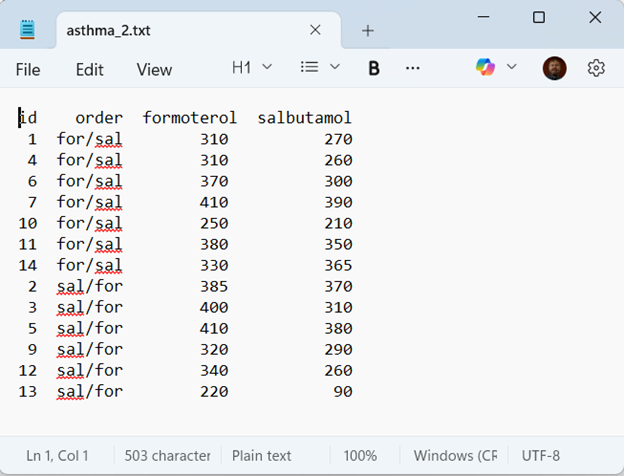 asthma_2.txt
File Edit View H1 B ...
id order formoterol salbutamol
1 for/sal 310 270
4 for/sal 310 260
6 for/sal 370 300
7 for/sal 410 390
10 for/sal 250 210
11 for/sal 380 350
14 for/sal 330 365
2 sal/for 385 370
3 sal/for 400 310
5 sal/for 410 380
9 sal/for 320 290
12 sal/for 340 260
13 sal/for 220 90
Ln 1, Col 1 503 character Plain text 100% Windows (CR UTF-8